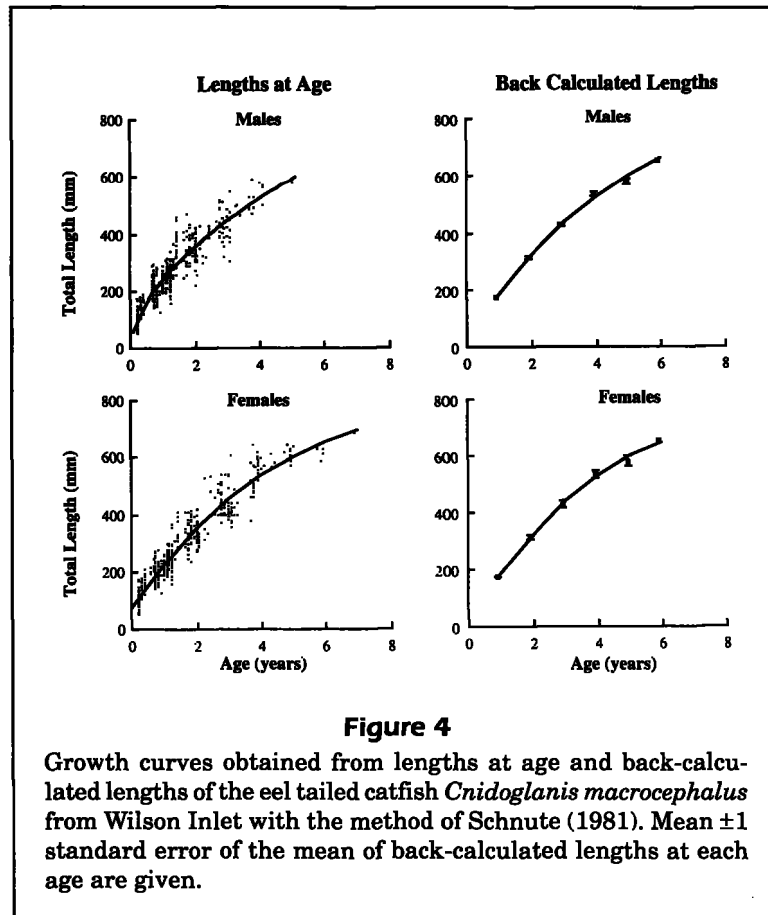 Lengths at Age
Back Calculated Lengths
Males
800
600
400
200
0
0 2 4 6 8
Total Length (mm)
Males
800
600
400
200
0
0 2 4 6 8
Females
800
600
400
200
0
0 2 4 6 8
Total Length (mm)
Age (years)
Females
800
600
400
200
0
0 2 4 6 8
Age (years)
Figure 4
Growth curves obtained from lengths at age and back-calcu-
lated lengths of the eel tailed catfish Cnidoglanis macrocephalus
from Wilson Inlet with the method of Schnute (1981). Mean ±1
standard error of the mean of back-calculated lengths at each
age are given.